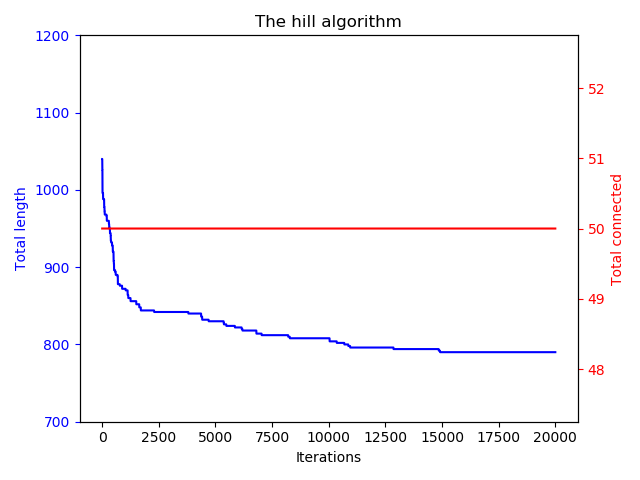 The hill algorithm
1200
1100
1000
900
800
700
Total length
52
51
50
49
48
Total connected
0 2500 5000 7500 10000 12500 15000 17500 20000
Iterations